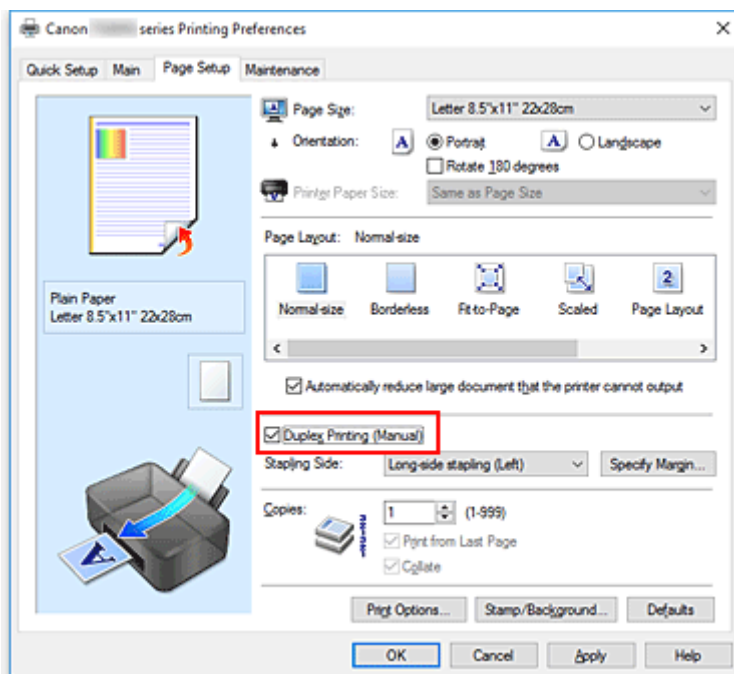 Canon series Printing Preferences
Quick Setup Main Page Setup Maintenance
Page Size: Letter 8.5"x11" 22x28cm
Orientation: A Portrait A Landscape
Rotate 180 degrees
Printer Paper Size: Same as Page Size
Page Layout: Normal-size
2
Normal-size Borderless Fit-to-Page Scaled Page Layout
Plain Paper
Letter 8.5"x11" 22x28cm
Automatically reduce large document that the printer cannot output
Duplex Printing (Manual)
Stapling Side: Long-side stapling (Left) Specify Margin...
Copies: 1 (1-999)
Print from Last Page
Collate
A
Print Options... Stamp/Background... Defaults
OK Cancel Apply Help